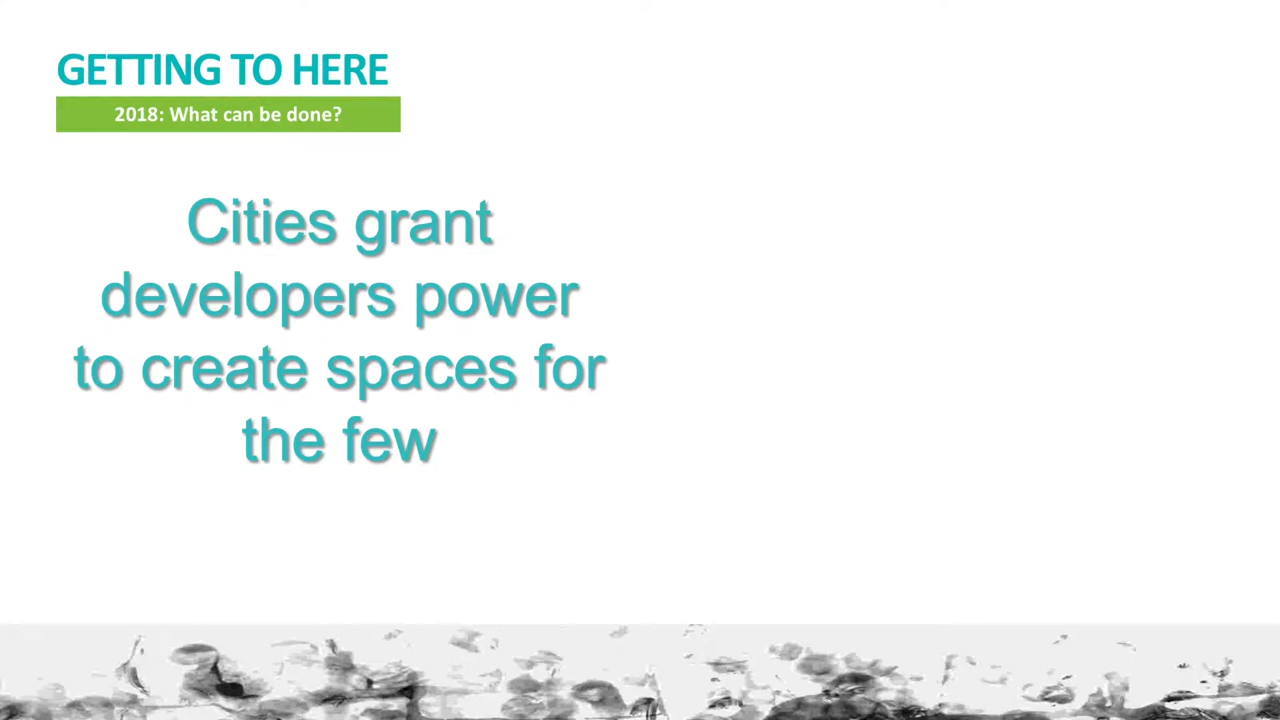 GETTING TO HERE
2018: What can be done?
Cities grant
developers power
to create spaces for
the few